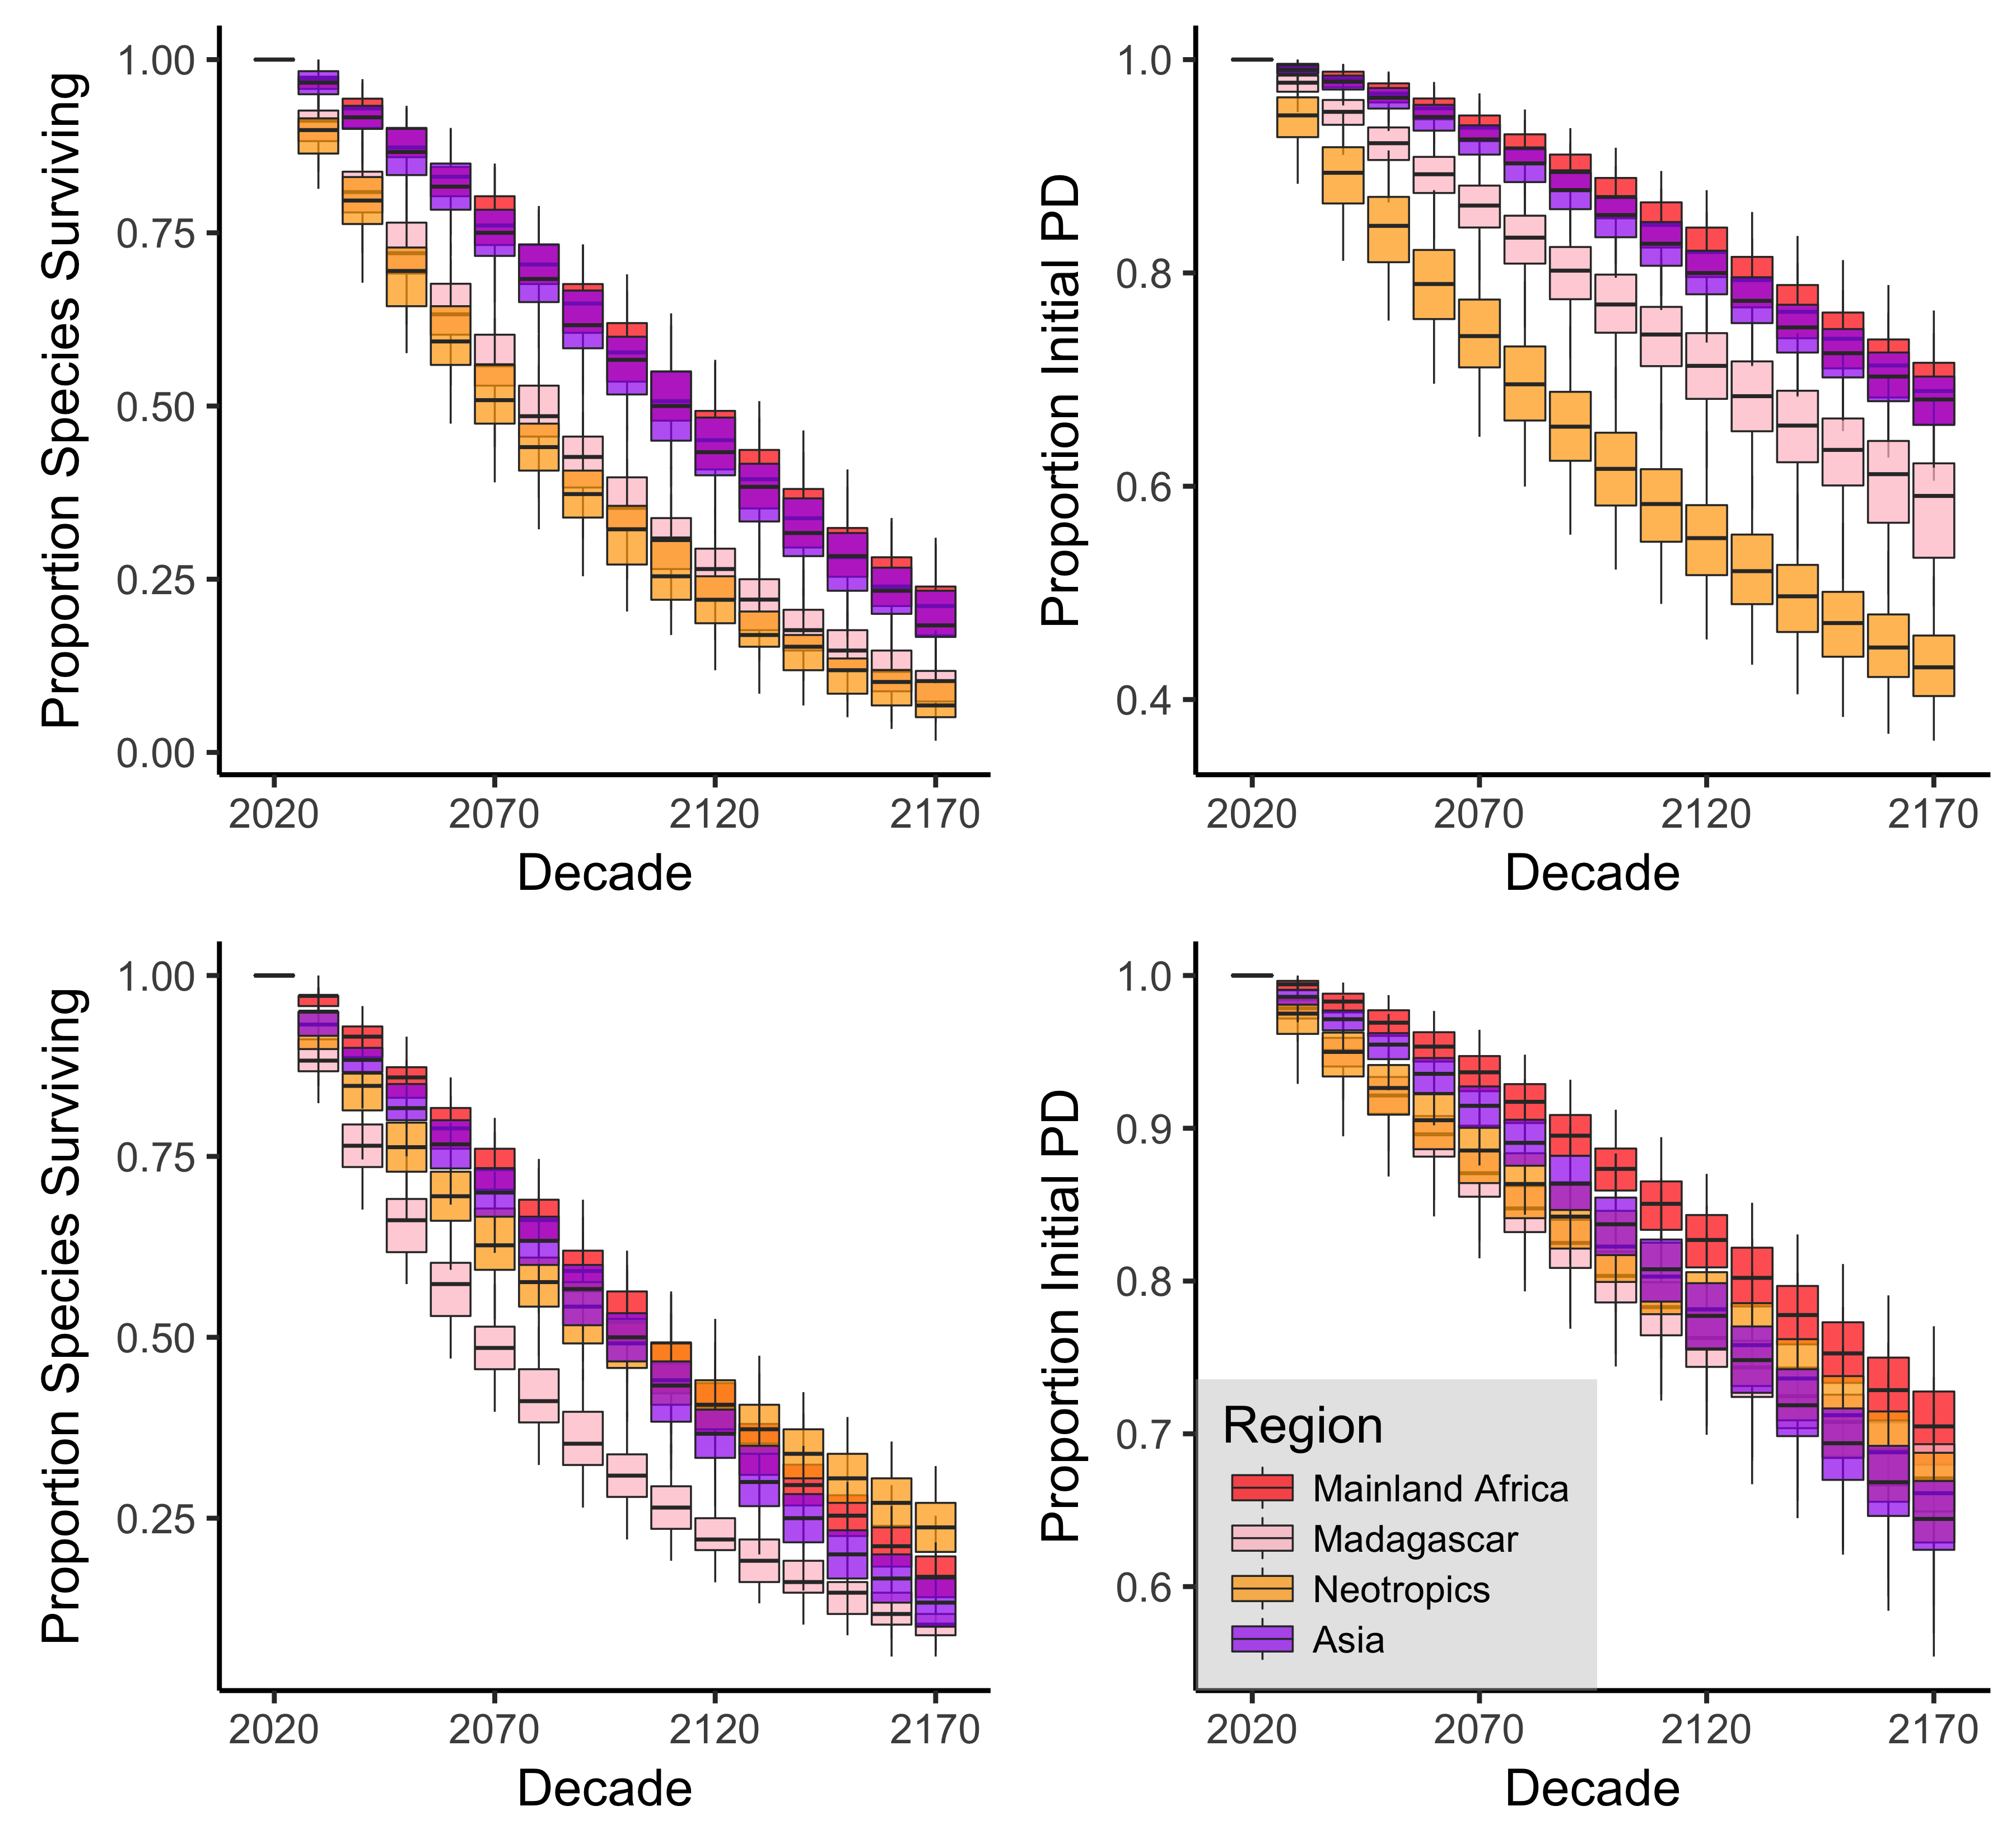 Proportion Species Surviving
1.00
0.75
0.50
0.25
0.00
2020 2070 2120 2170
Decade
Proportion Initial PD
1.0
0.8
0.6
0.4
2020 2070 2120 2170
Decade
Proportion Species Surviving
1.00
0.75
0.50
0.25
2020 2070 2120 2170
Decade
Proportion Initial PD
1.0
0.9
0.8
0.7
0.6
Region
Mainland Africa
Madagascar
Neotropics
Asia
2020 2070 2120 2170
Decade